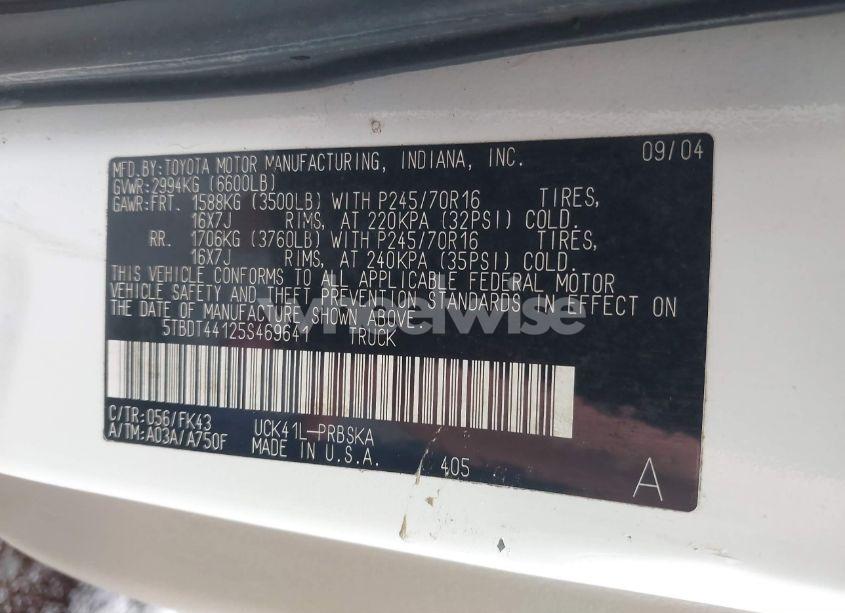 MFD.BY:TOYOTA MOTOR MANUFACTURING, INDIANA, INC. 09/04
GVWR:2994KG (6600LB)
GAWR:FRT. 1588KG (3500LB) WITH P245/70R16 TIRES,
16X7J RIMS, AT 220KPA (32PSI) COLD.
RR. 1706KG (3760LB) WITH P245/70R16 TIRES,
16X7J RIMS, AT 240KPA (35PSI) COLD.
THIS VEHICLE CONFORMS TO ALL APPLICABLE FEDERAL MOTOR
VEHICLE SAFETY AND THEFT PREVENTION STANDARDS IN EFFECT ON
THE DATE OF MANUFACTURE SHOWN ABOVE.
5TBDT44125S469641 TRUCK
C/TR:056/FK43 UCK41L-PRBSKA
A/TM:A03A/A750F MADE IN U.S.A. 405 A